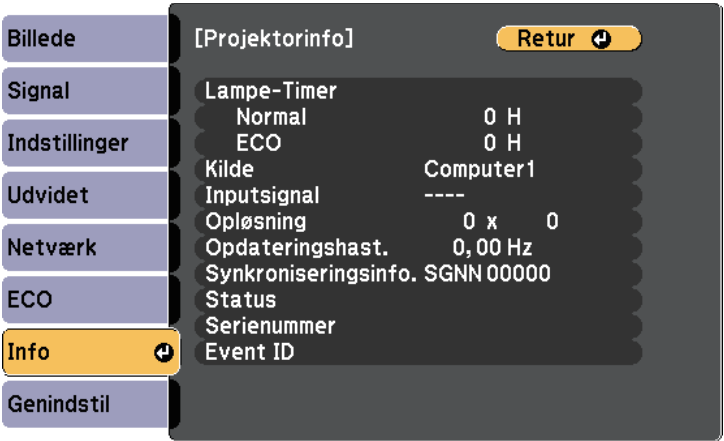 Billede
Signal
Indstillinger
Udvidet
Netværk
ECO
Info
Genindstil
[Projektorinfo] Retur
Lampe-Timer
Normal 0 H
ECO 0 H
Kilde Computer1
Inputsignal ----
Opløsning 0 x 0
Opdateringshast. 0,00 Hz
Synkroniseringsinfo. SGNN 00000
Status
Serienummer
Event ID